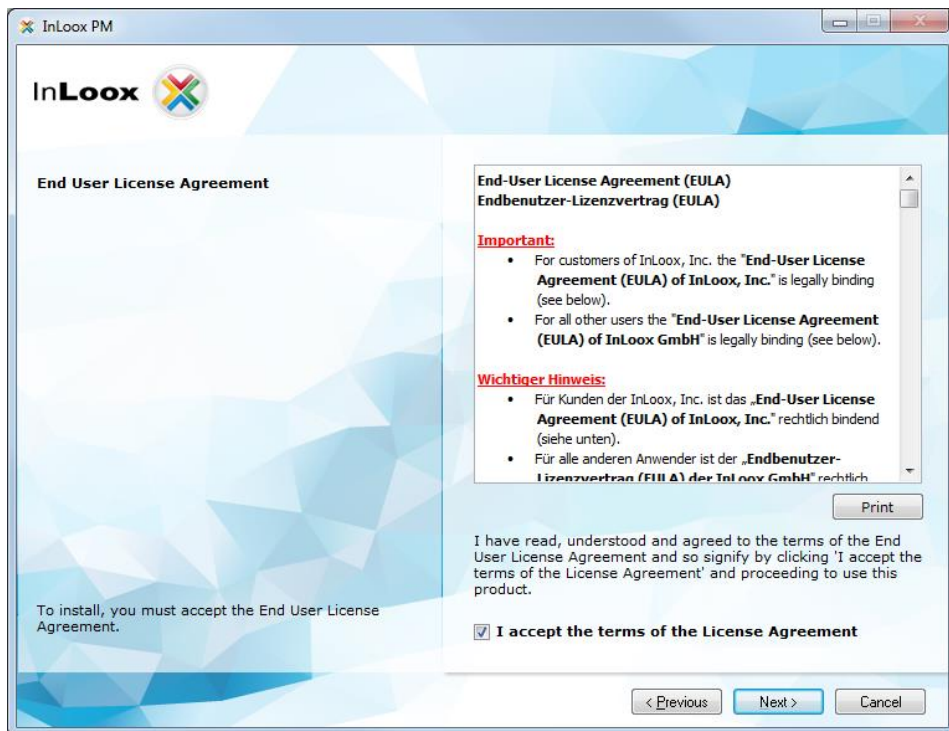 InLoox PM
InLoox
End User License Agreement
To install, you must accept the End User License
Agreement.
End-User License Agreement (EULA)
Endbenutzer-Lizenzvertrag (EULA)
Important:
• For customers of InLoox, Inc. the "End-User License
Agreement (EULA) of InLoox, Inc." is legally binding
(see below).
• For all other users the "End-User License Agreement
(EULA) of InLoox GmbH" is legally binding (see below).
Wichtiger Hinweis:
• Für Kunden der InLoox, Inc. ist das „End-User License
Agreement (EULA) of InLoox, Inc." rechtlich bindend
(siehe unten).
• Für alle anderen Anwender ist der „Endbenutzer-
Lizenzvertrag (EULA) der InLoox GmbH" rechtlich
Print
I have read, understood and agreed to the terms of the End
User License Agreement and so signify by clicking 'I accept the
terms of the License Agreement' and proceeding to use this
product.
I accept the terms of the License Agreement
< Previous
Next >
Cancel